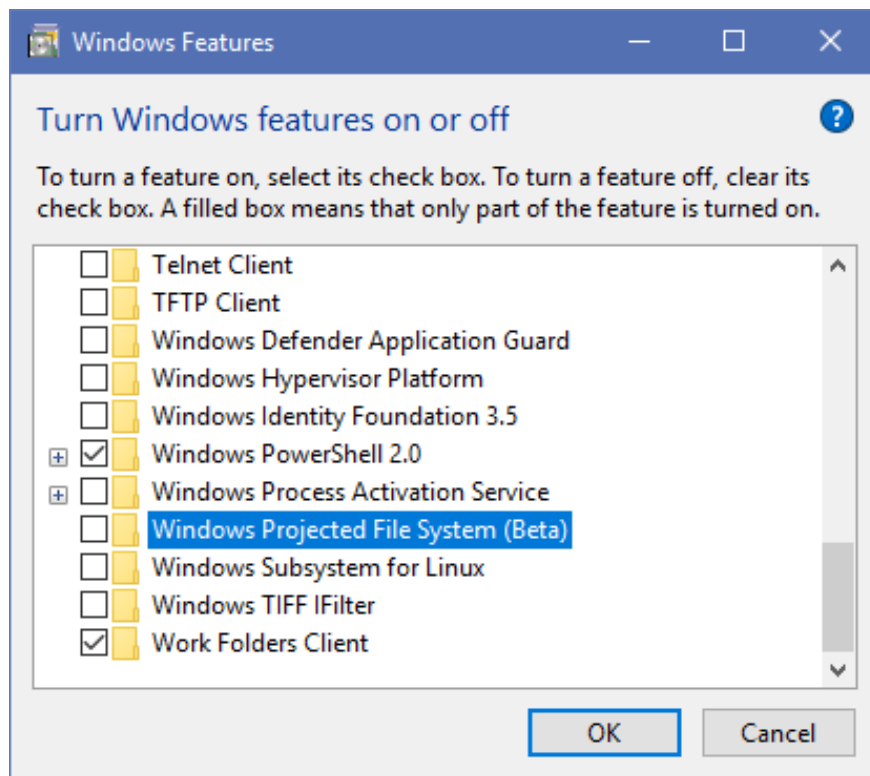 Windows Features
Turn Windows features on or off
?
To turn a feature on, select its check box. To turn a feature off, clear its
check box. A filled box means that only part of the feature is turned on.
Telnet Client
TFTP Client
Windows Defender Application Guard
Windows Hypervisor Platform
Windows Identity Foundation 3.5
Windows PowerShell 2.0
Windows Process Activation Service
Windows Projected File System (Beta)
Windows Subsystem for Linux
Windows TIFF IFilter
Work Folders Client
OK
Cancel